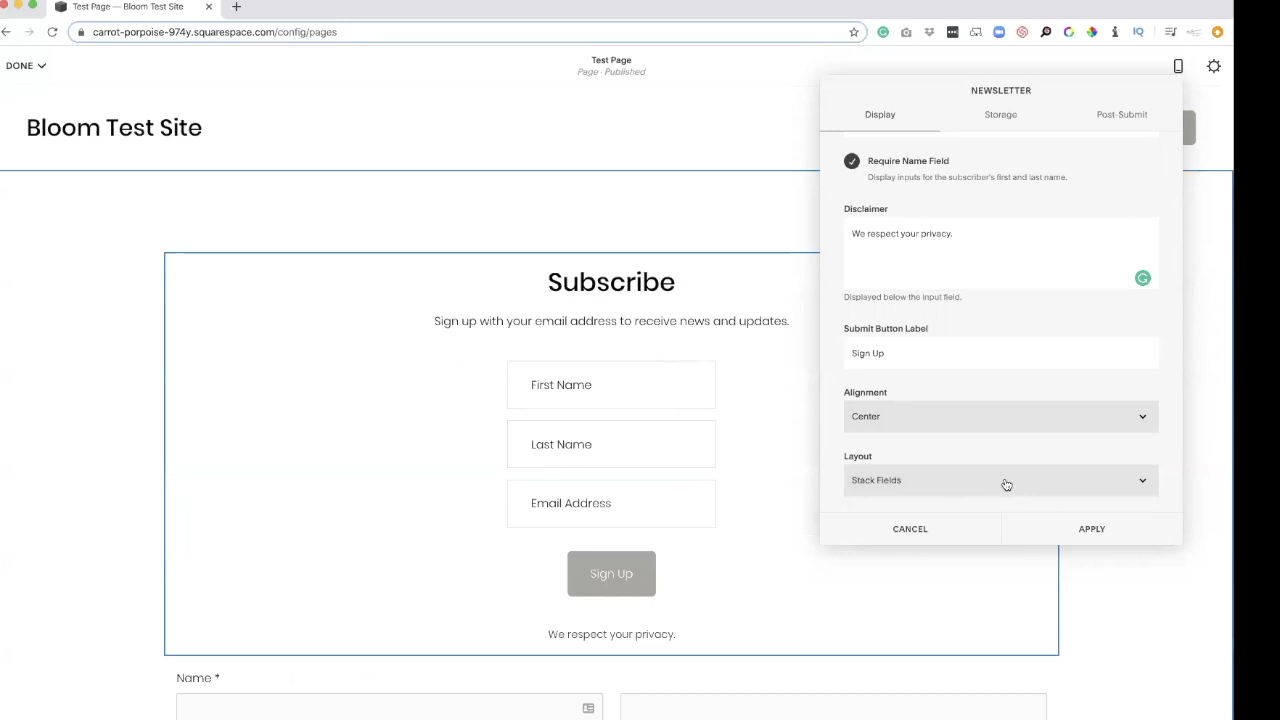 Test Page — Bloom Test Site
carrot-porpoise-974y.squarespace.com/config/pages
IQ
DONE
Test Page
Page · Published
Bloom Test Site
NEWSLETTER
Display
Storage
Post-Submit
Require Name Field
Display inputs for the subscriber's first and last name.
Disclaimer
We respect your privacy.
Displayed below the input field.
Submit Button Label
Sign Up
Alignment
Center
Layout
Stack Fields
CANCEL
APPLY
Subscribe
Sign up with your email address to receive news and updates.
First Name
Last Name
Email Address
Sign Up
We respect your privacy.
Name *